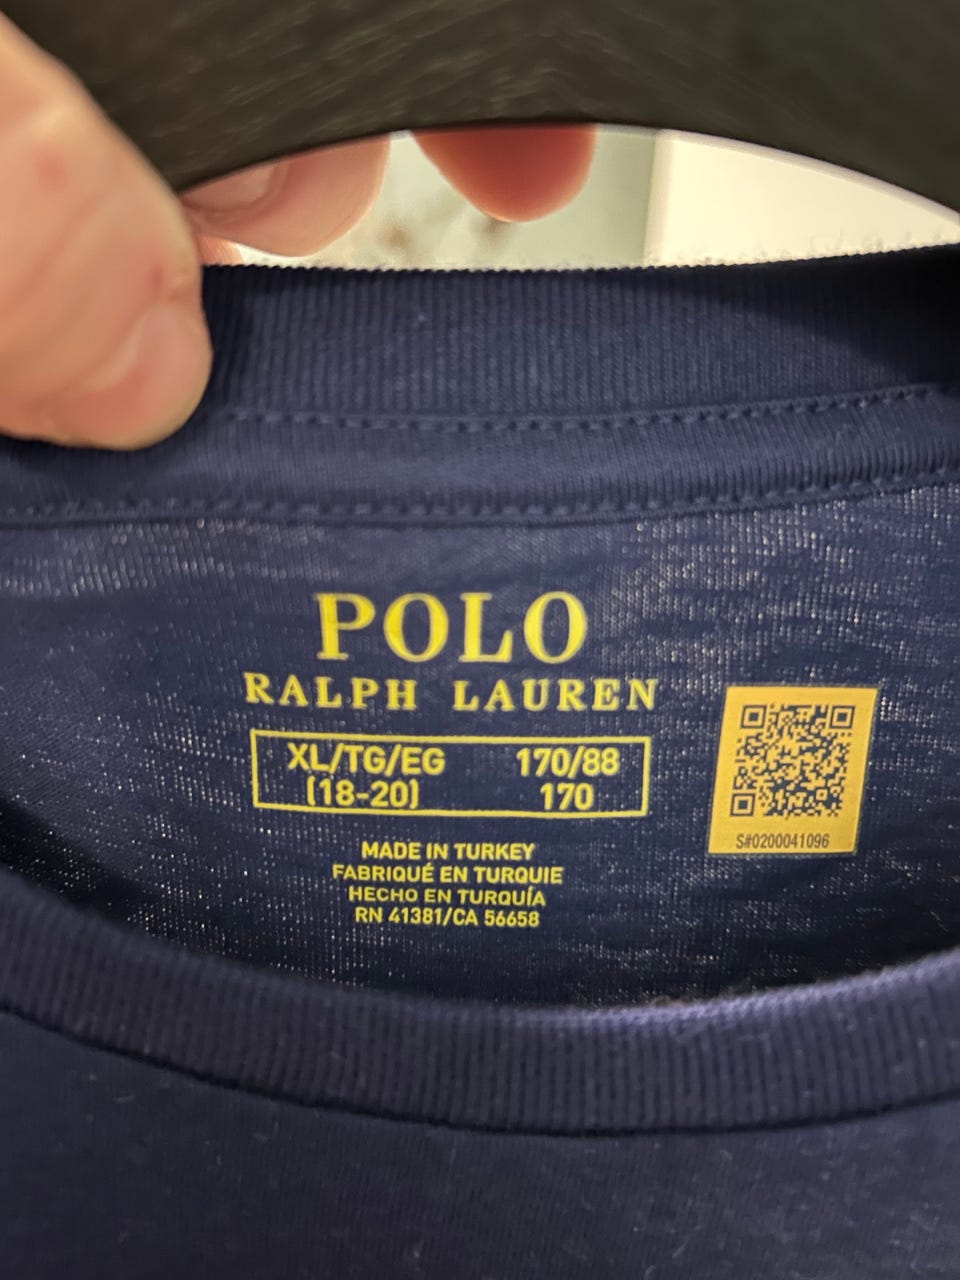 POLO
RALPH LAUREN
XL/TG/EG 170/88
(18-20) 170
MADE IN TURKEY
FABRIQUÉ EN TURQUIE
HECHO EN TURQUÍA
RN 41381/CA 56658
S#0200041096